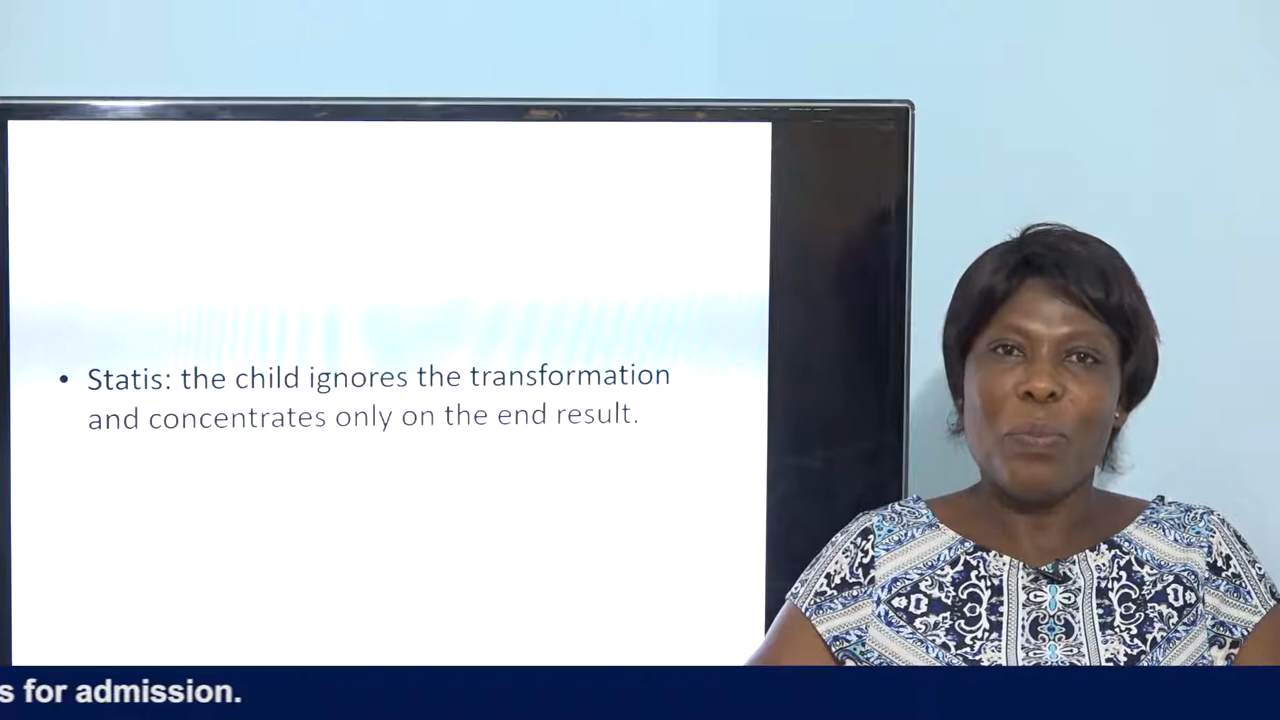 • Statis: the child ignores the transformation
and concentrates only on the end result.
s for admission.